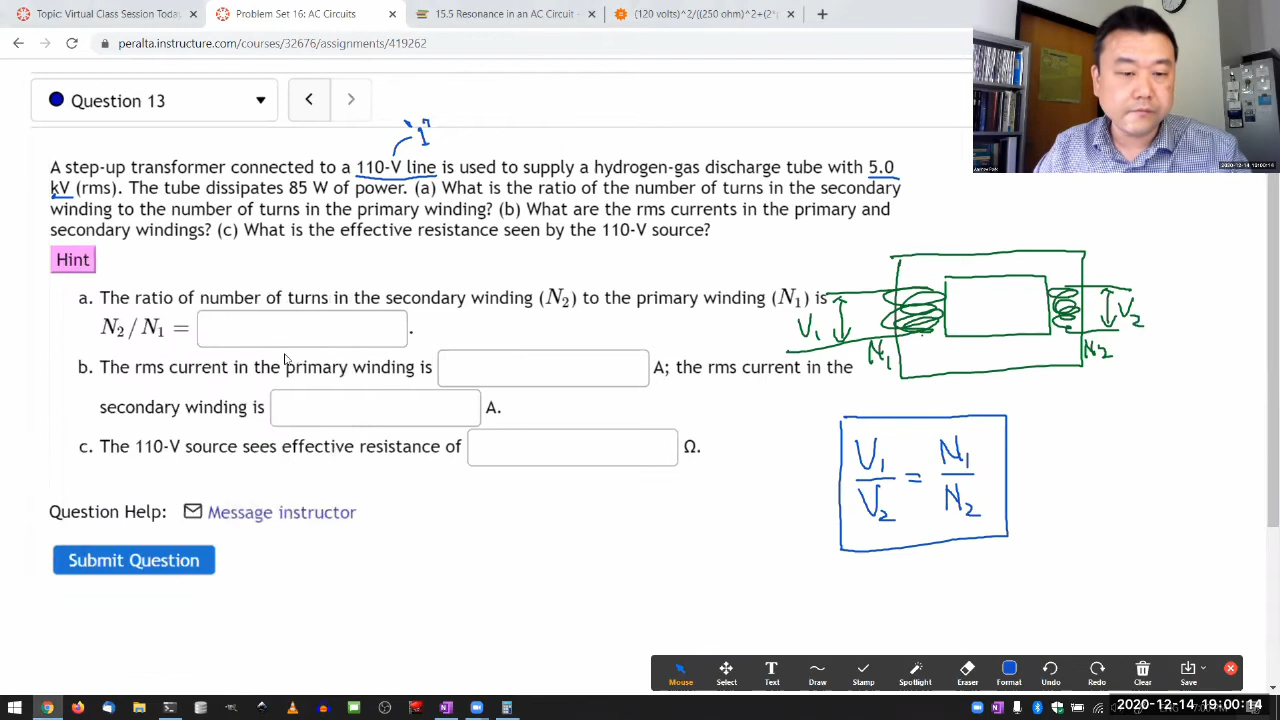 Topic: Virtual Class Session Today
Problem Set 16: AC Circuits
15.5 Resonance in an AC Circuit -
(120 volts)^2/((250 ohm)^2+(2*
peralta.instructure.com/courses/32676/assignments/419262
Question 13
A step-up transformer connected to a 110-V line is used to supply a hydrogen-gas discharge tube with 5.0
kV (rms). The tube dissipates 85 W of power. (a) What is the ratio of the number of turns in the secondary
winding to the number of turns in the primary winding? (b) What are the rms currents in the primary and
secondary windings? (c) What is the effective resistance seen by the 110-V source?
Hint
a. The ratio of number of turns in the secondary winding (N2) to the primary winding (N1) is
N2/N1 = .
b. The rms current in the primary winding is A; the rms current in the
secondary winding is A.
c. The 110-V source sees effective resistance of Ω.
V1 N1 V2 N2
V1/V2 = N1/N2
Question Help: Message instructor
Submit Question
Mouse Select Text Draw Stamp Spotlight Eraser Format Undo Redo Clear Save
2020-12-14 19:00:14
2020-12-14 19:00:14